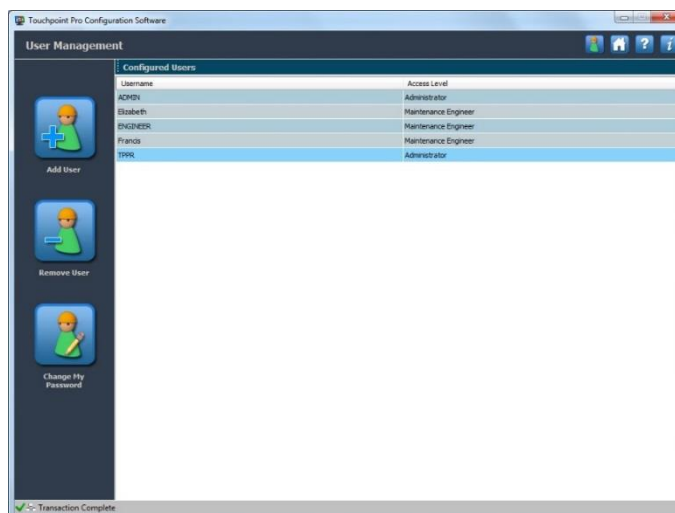 Touchpoint Pro Configuration Software
User Management
Configured Users
Username Access Level
ADMIN Administrator
Elizabeth Maintenance Engineer
ENGINEER Maintenance Engineer
Francis Maintenance Engineer
TPPR Administrator
Add User
Remove User
Change My
Password
Transaction Complete